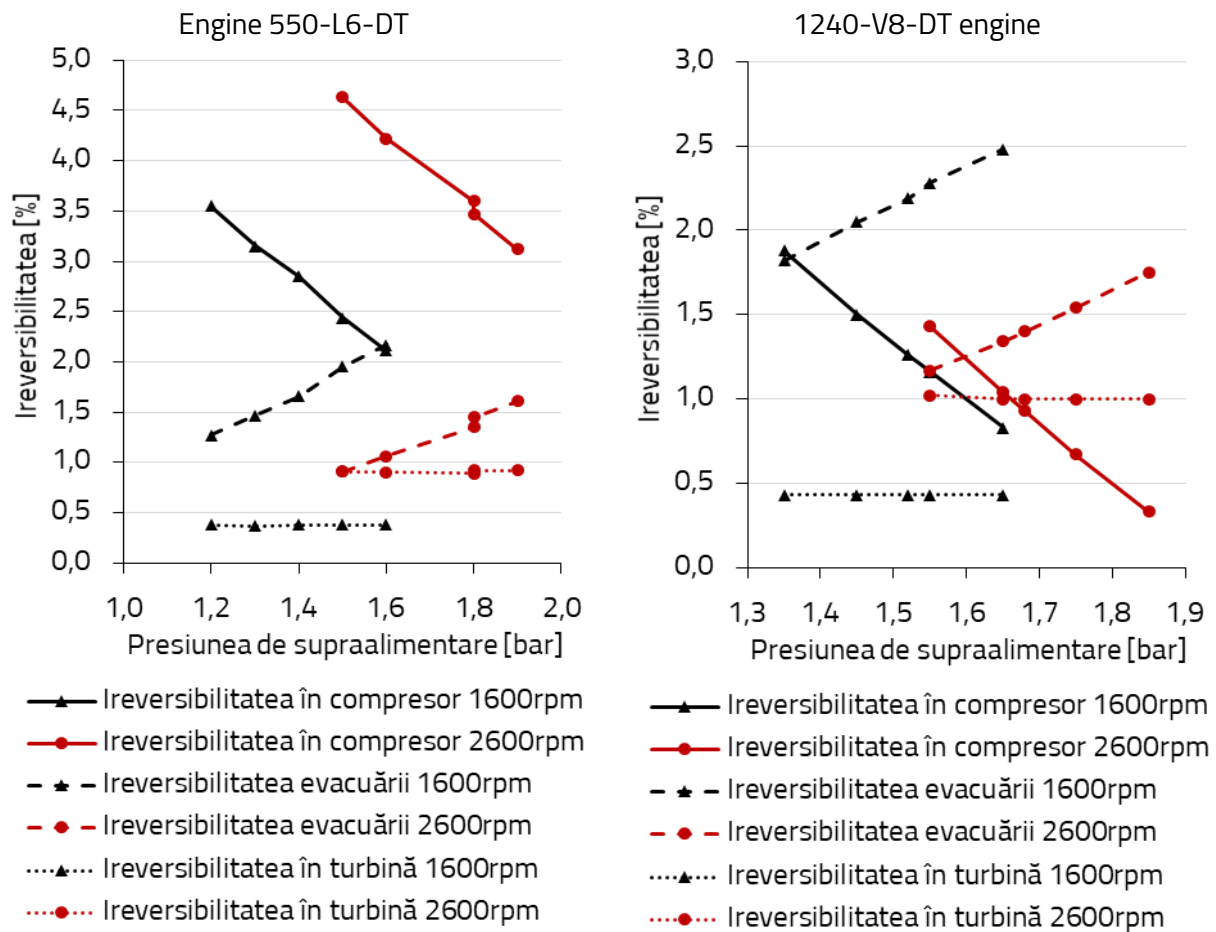 Engine 550-L6-DT
5,0
4,5
4,0
3,5
3,0
2,5
2,0
1,5
1,0
0,5
0,0
Ireversibilitatea [%]
1,0 1,2 1,4 1,6 1,8 2,0
Presiunea de supraalimentare [bar]
Ireversibilitatea în compresor 1600rpm
Ireversibilitatea în compresor 2600rpm
Ireversibilitatea evacuării 1600rpm
Ireversibilitatea evacuării 2600rpm
Ireversibilitatea în turbină 1600rpm
Ireversibilitatea în turbină 2600rpm
1240-V8-DT engine
3,0
2,5
2,0
1,5
1,0
0,5
0,0
Ireversibilitatea [%]
1,3 1,4 1,5 1,6 1,7 1,8 1,9
Presiunea de supraalimentare [bar]
Ireversibilitatea în compresor 1600rpm
Ireversibilitatea în compresor 2600rpm
Ireversibilitatea evacuării 1600rpm
Ireversibilitatea evacuării 2600rpm
Ireversibilitatea în turbină 1600rpm
Ireversibilitatea în turbină 2600rpm